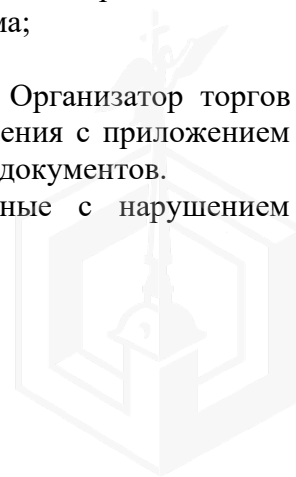 ма;
Организатор торгов
ения с приложением
документов.
ные с нарушением